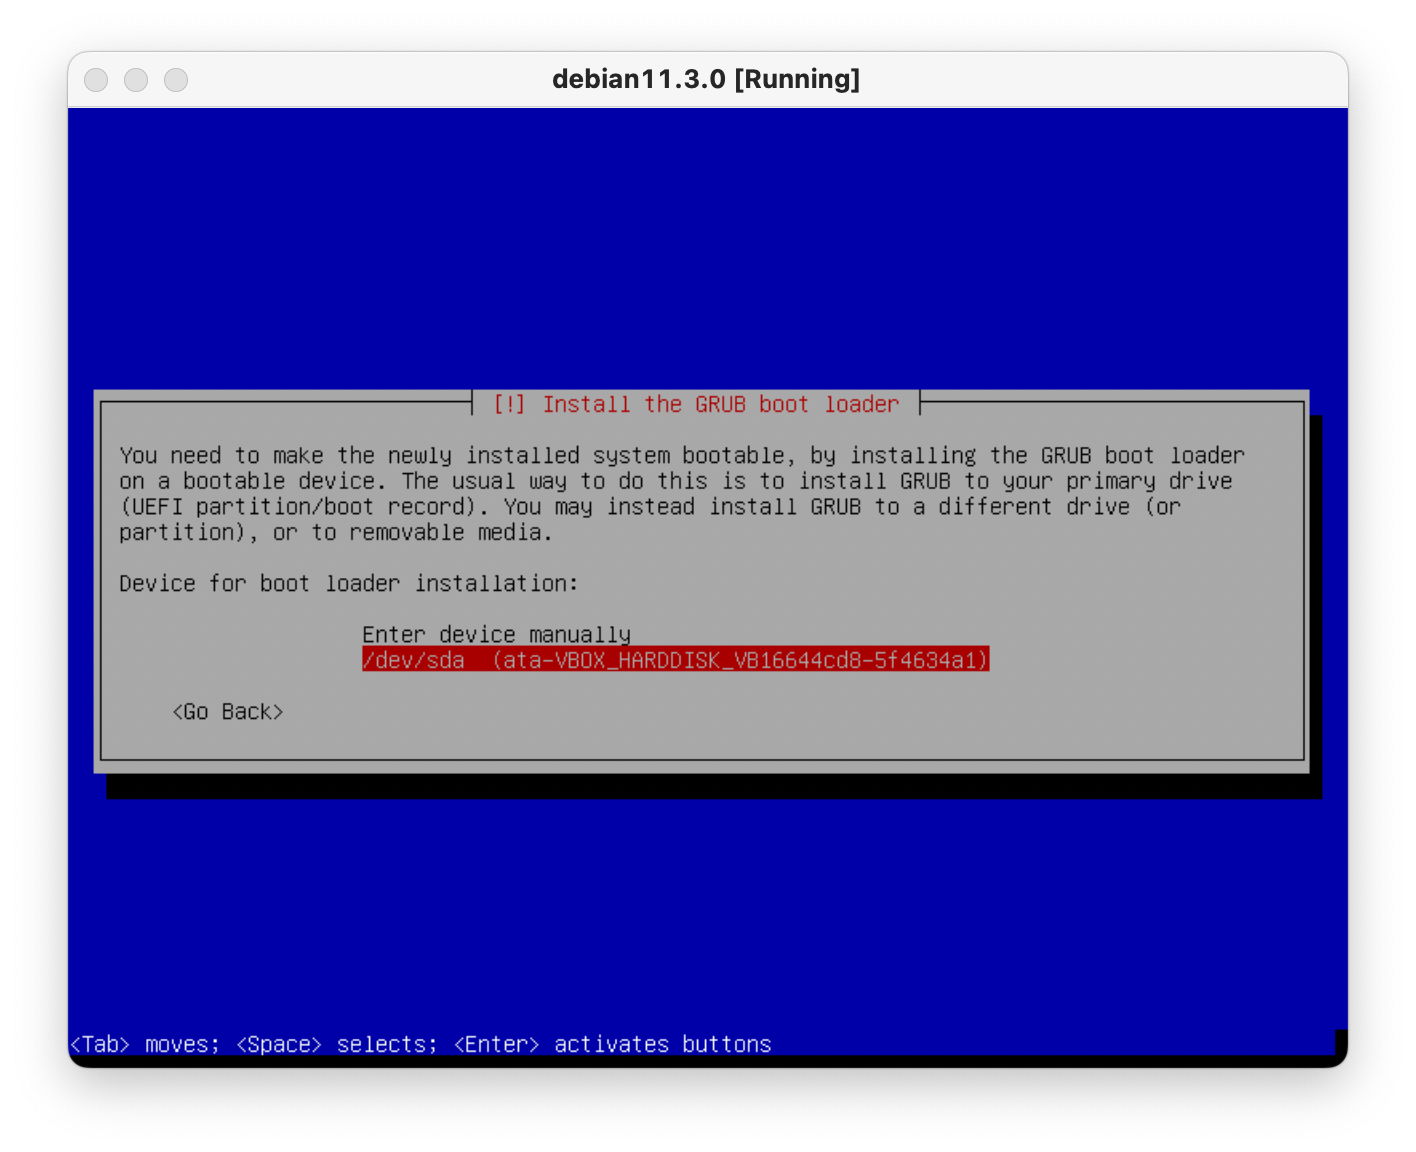 debian11.3.0 [Running]
[!] Install the GRUB boot loader
You need to make the newly installed system bootable, by installing the GRUB boot loader
on a bootable device. The usual way to do this is to install GRUB to your primary drive
(UEFI partition/boot record). You may instead install GRUB to a different drive (or
partition), or to removable media.
Device for boot loader installation:
Enter device manually
/dev/sda  (ata-VBOX_HARDDISK_VB16644cd8-5f4634a1)
<Go Back>
<Tab> moves; <Space> selects; <Enter> activates buttons